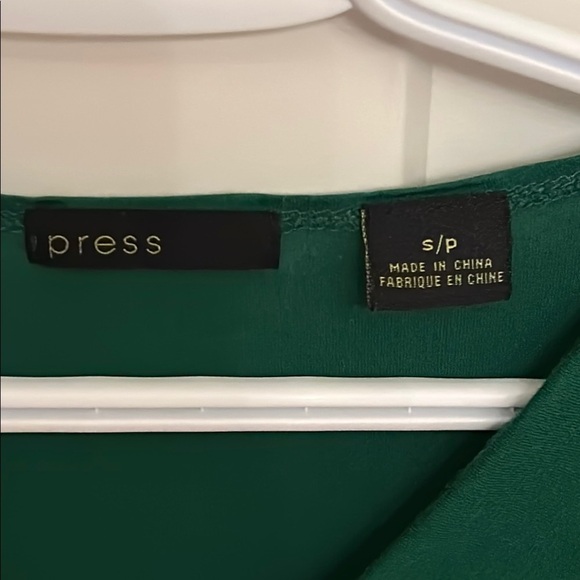 press
s/p
MADE IN CHINA
FABRIQUE EN CHINE